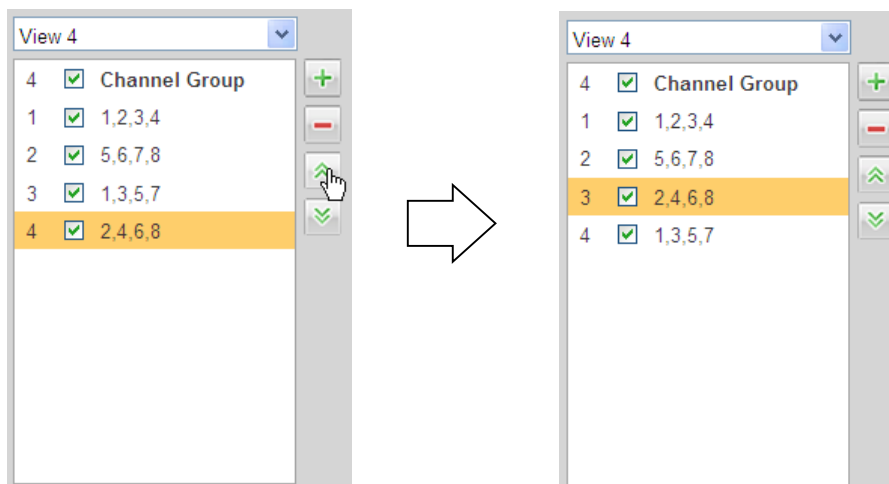 View 4
4 Channel Group
1 1,2,3,4
2 5,6,7,8
3 1,3,5,7
4 2,4,6,8
View 4
4 Channel Group
1 1,2,3,4
2 5,6,7,8
3 2,4,6,8
4 1,3,5,7